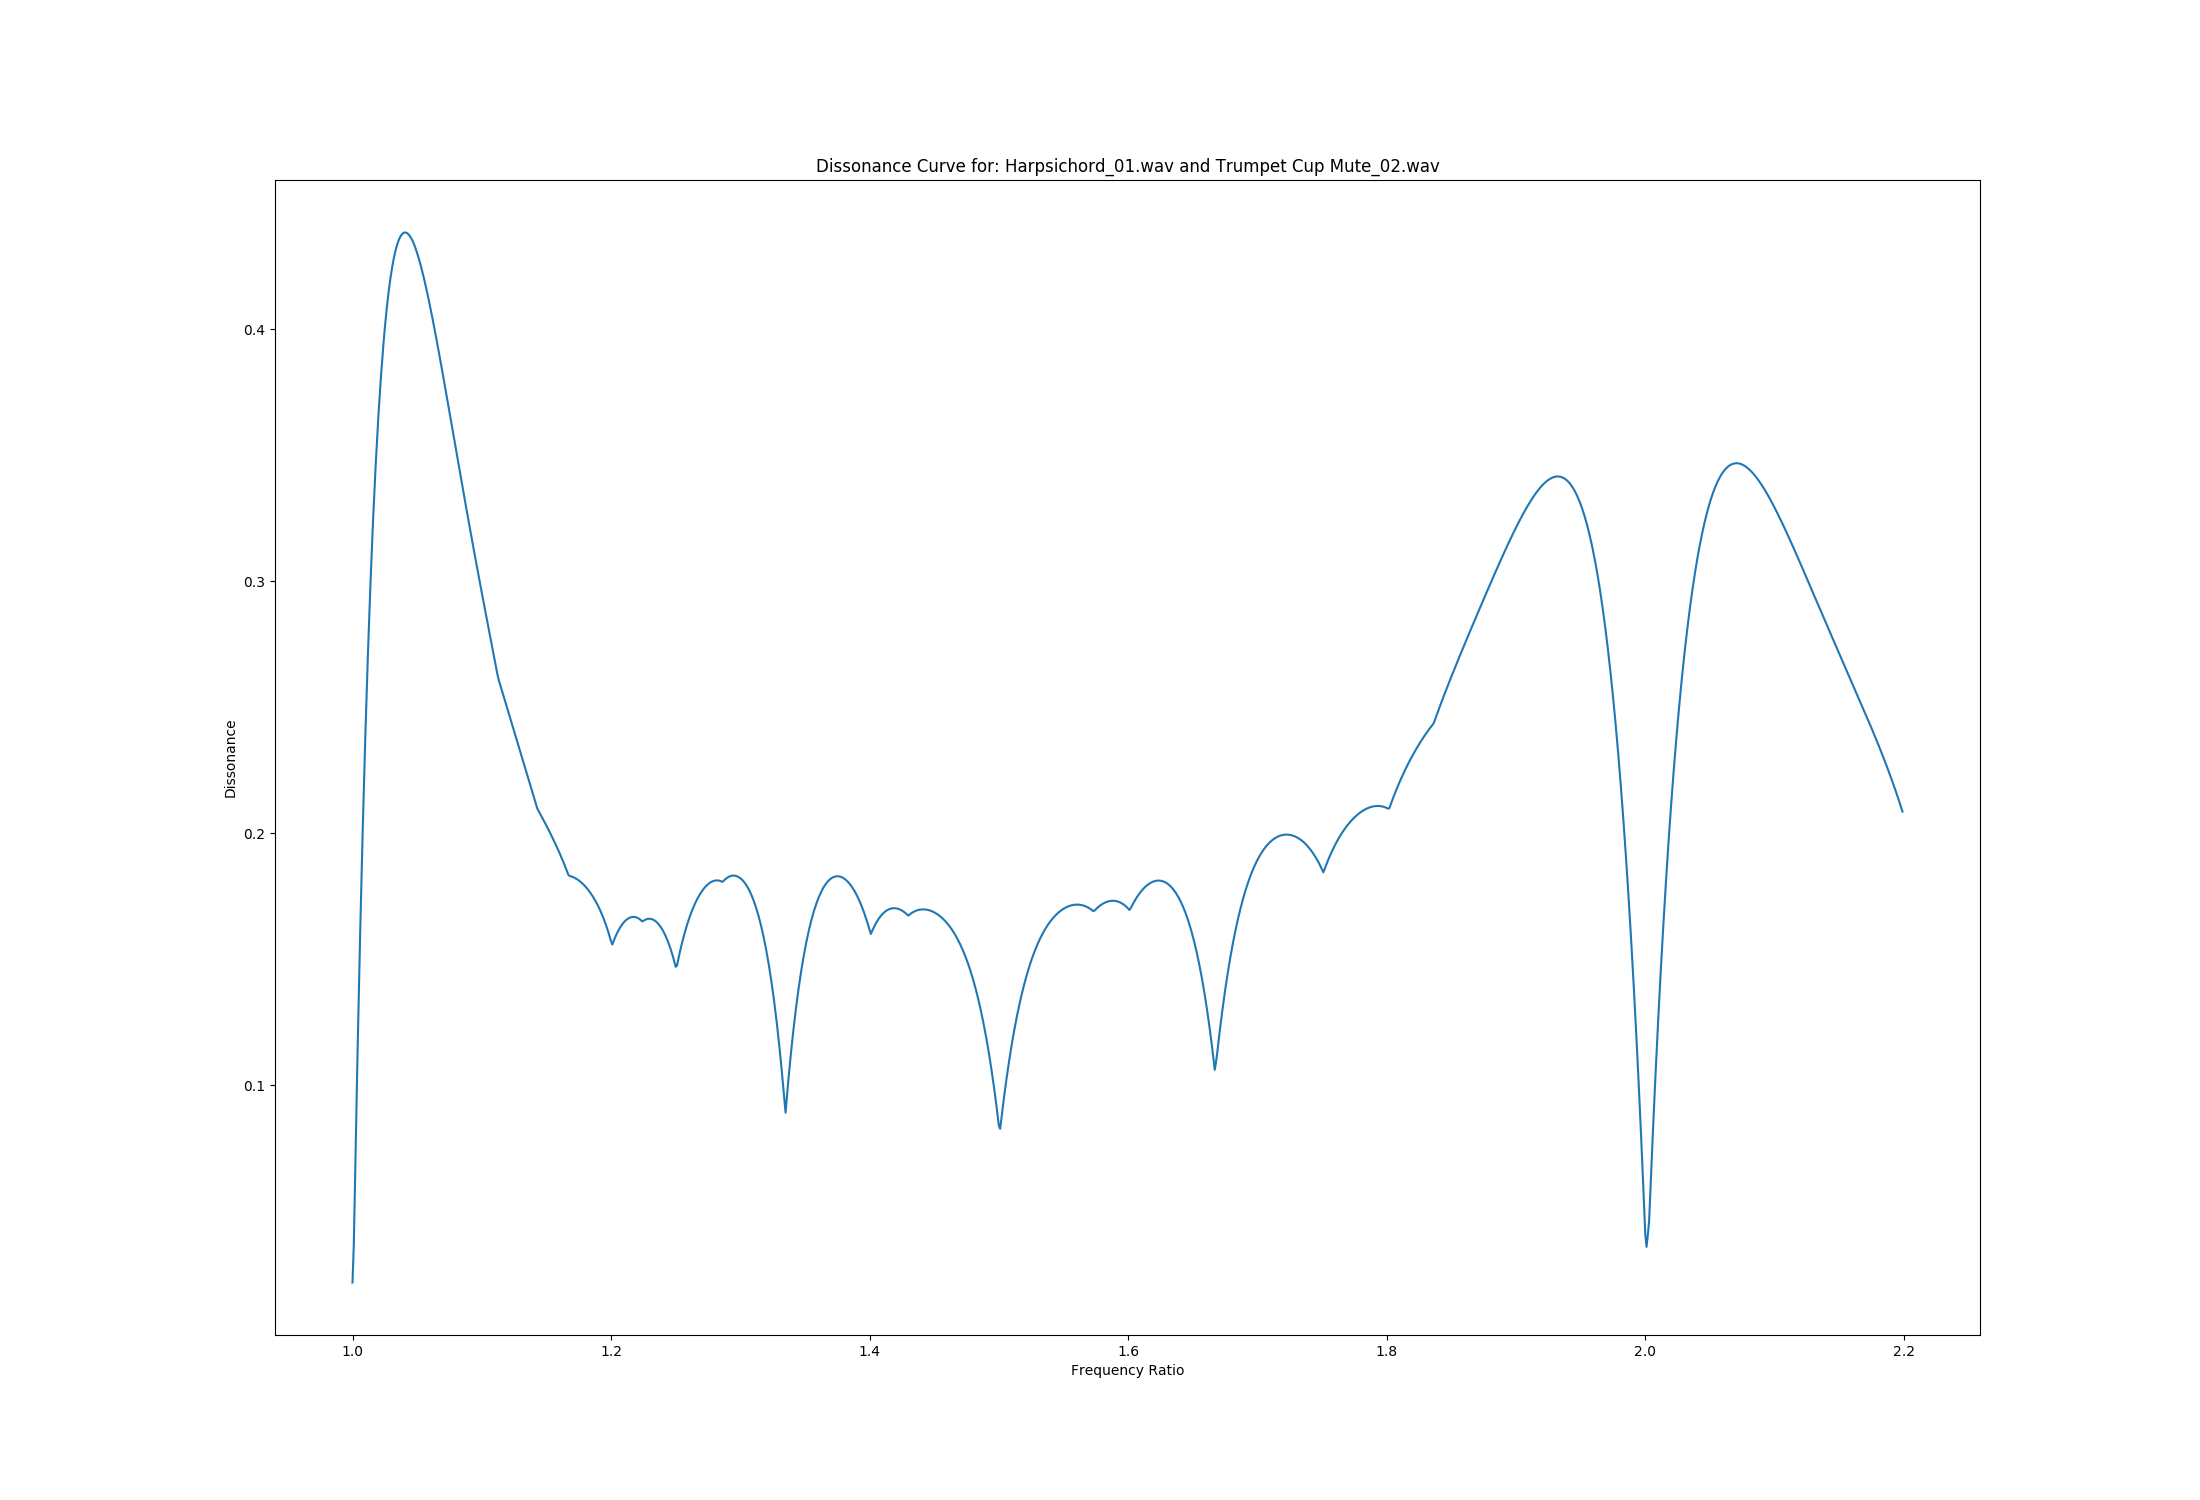 Dissonance Curve for: Harpsichord_01.wav and Trumpet Cup Mute_02.wav
0.4
0.3
Dissonance
0.2
0.1
1.0 1.2 1.4 1.6 1.8 2.0 2.2
Frequency Ratio